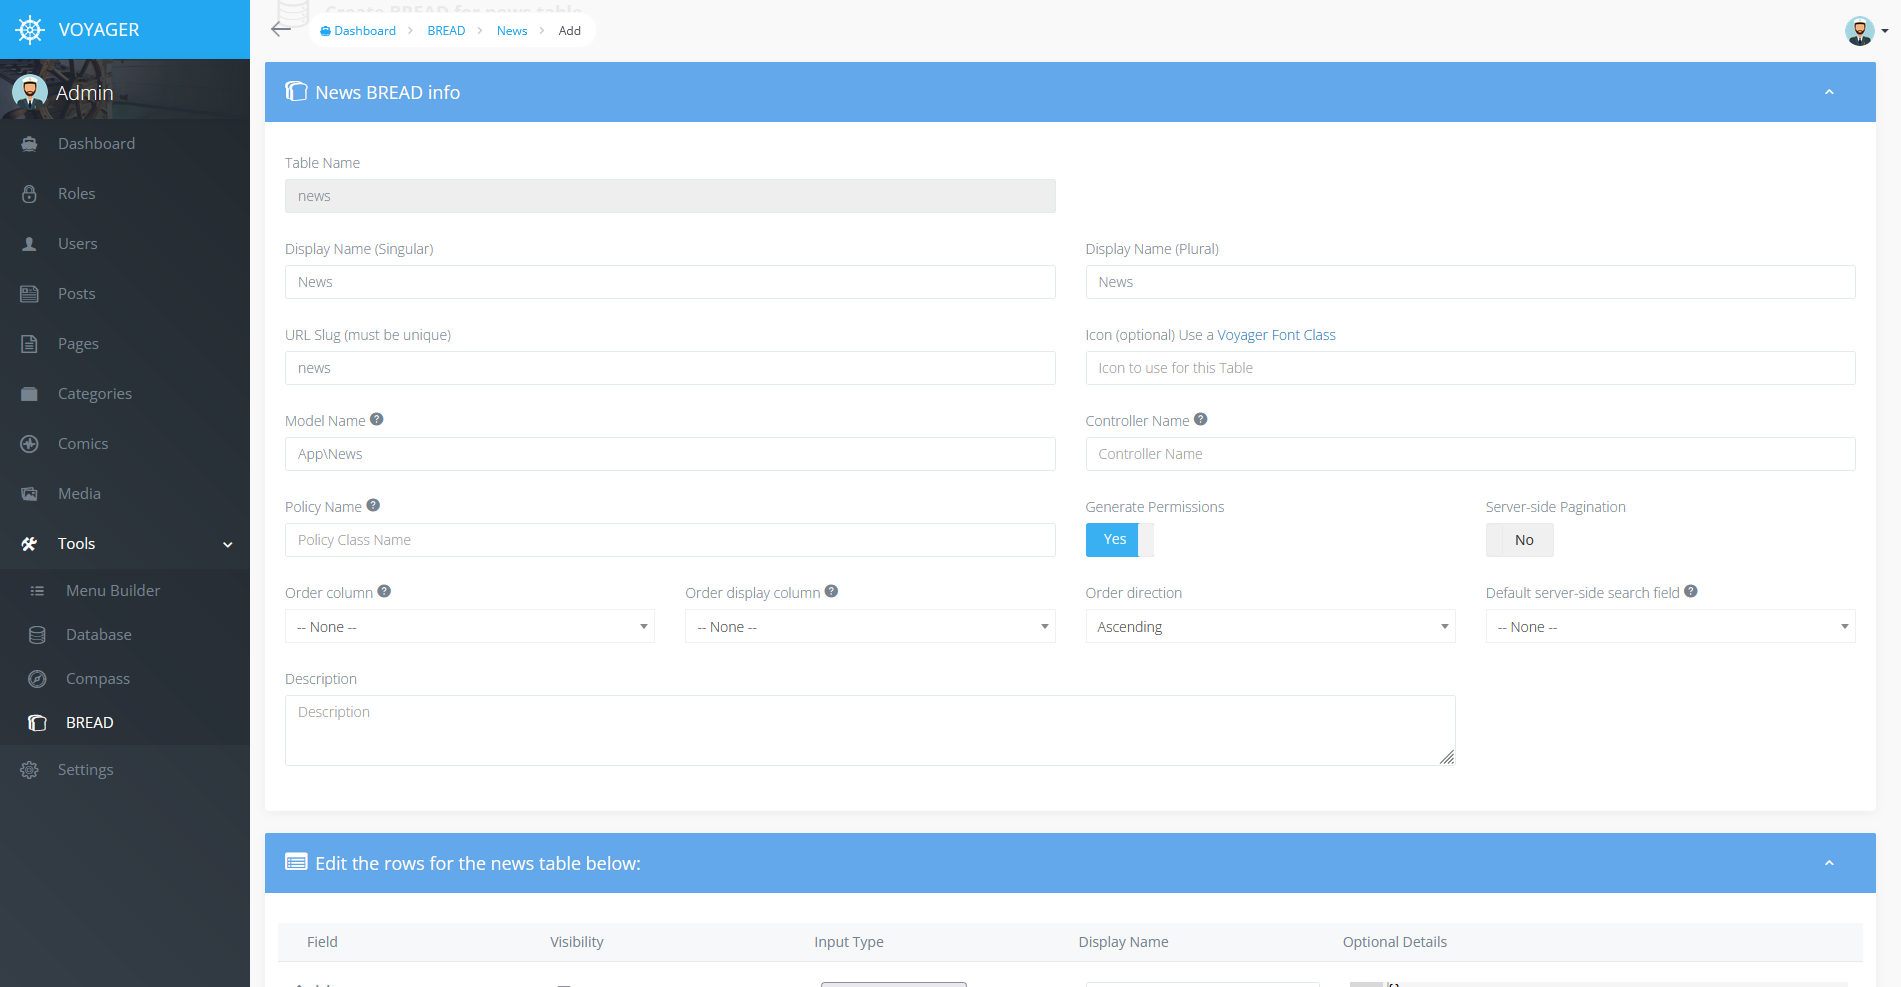 VOYAGER
Create BREAD for news table
Dashboard > BREAD > News > Add
Admin
Dashboard
Roles
Users
Posts
Pages
Categories
Comics
Media
Tools
Menu Builder
Database
Compass
BREAD
Settings
News BREAD info
Table Name
news
Display Name (Singular)
Display Name (Plural)
News
News
URL Slug (must be unique)
Icon (optional) Use a Voyager Font Class
news
Icon to use for this Table
Model Name
Controller Name
App\News
Controller Name
Policy Name
Generate Permissions
Server-side Pagination
Policy Class Name
Yes
No
Order column
Order display column
Order direction
Default server-side search field
-- None --
-- None --
Ascending
-- None --
Description
Description
Edit the rows for the news table below:
Field Visibility Input Type Display Name Optional Details